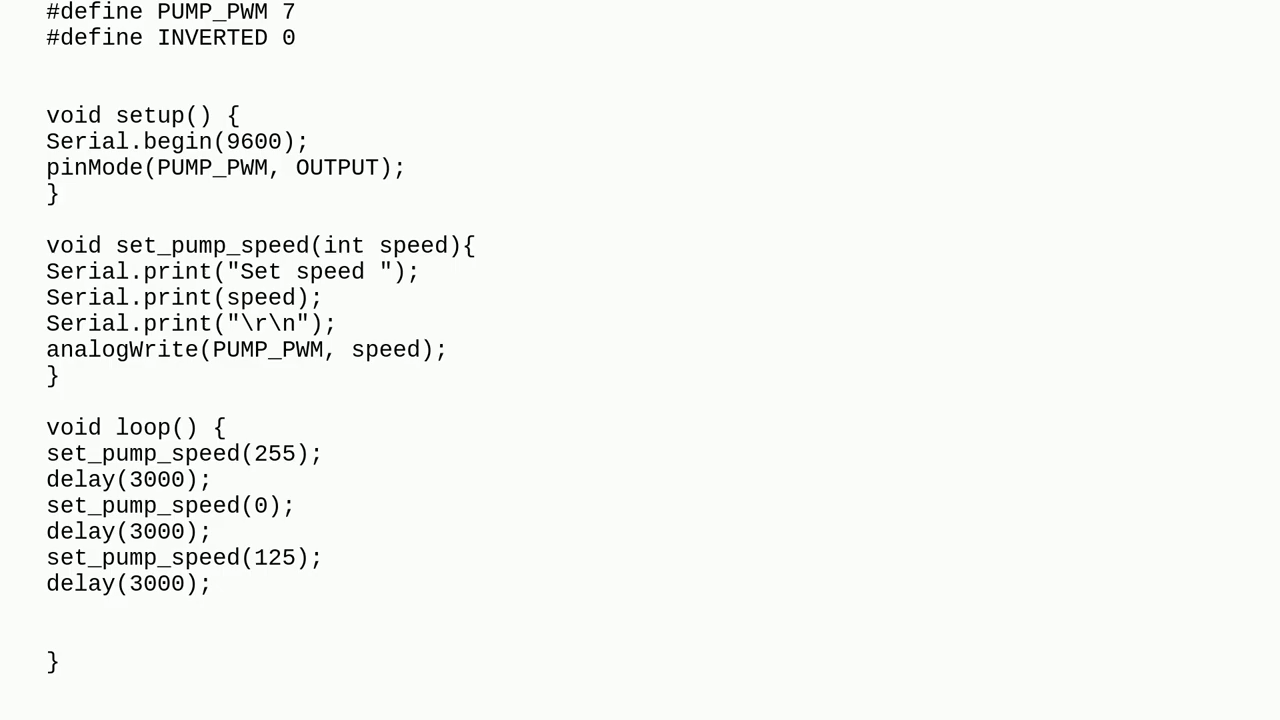 #define PUMP_PWM 7
#define INVERTED 0
void setup() {
Serial.begin(9600);
pinMode(PUMP_PWM, OUTPUT);
}
void set_pump_speed(int speed){
Serial.print("Set speed ");
Serial.print(speed);
Serial.print("\r\n");
analogWrite(PUMP_PWM, speed);
}
void loop() {
set_pump_speed(255);
delay(3000);
set_pump_speed(0);
delay(3000);
set_pump_speed(125);
delay(3000);
}